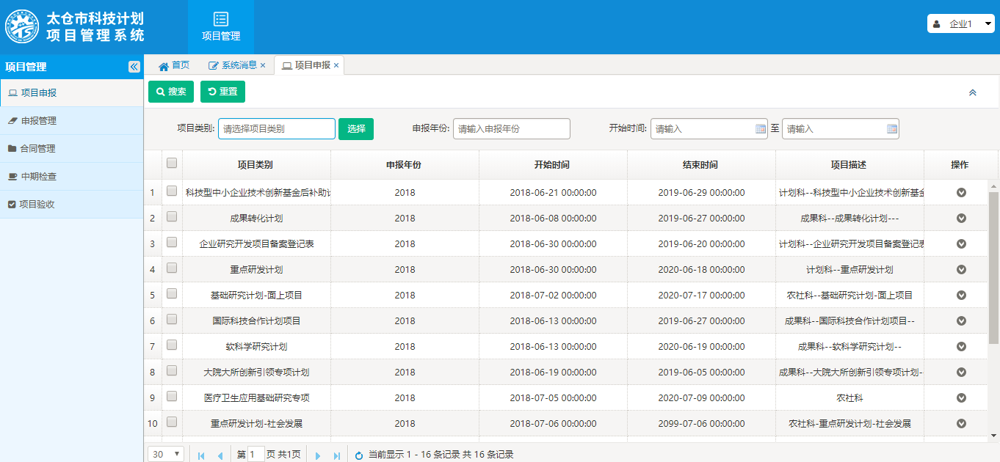 太仓市科技计划
项目管理系统
项目管理
企业1
项目管理
首页 系统消息 × 项目申报 ×
项目申报
申报管理
合同管理
中期检查
项目验收
搜索 重置
项目类别: 请选择项目类别 选择 申报年份: 请输入申报年份 开始时间: 请输入 至 请输入
项目类别 申报年份 开始时间 结束时间 项目描述 操作
1 科技型中小企业技术创新基金后补助 2018 2018-06-21 00:00:00 2019-06-29 00:00:00 计划科--科技型中小企业技术创新基金
2 成果转化计划 2018 2018-06-08 00:00:00 2019-06-27 00:00:00 成果科--成果转化计划---
3 企业研究开发项目备案登记表 2018 2018-06-30 00:00:00 2019-06-20 00:00:00 计划科--企业研究开发项目备案登记表
4 重点研发计划 2018 2018-06-30 00:00:00 2020-06-18 00:00:00 计划科--重点研发计划
5 基础研究计划-面上项目 2018 2018-07-02 00:00:00 2020-07-17 00:00:00 农社科--基础研究计划-面上项目
6 国际科技合作计划项目 2018 2018-06-13 00:00:00 2019-06-27 00:00:00 成果科--国际科技合作计划项目--
7 软科学研究计划 2018 2018-06-13 00:00:00 2020-06-19 00:00:00 成果科--软科学研究计划--
8 大院大所创新引领专项计划 2018 2018-06-19 00:00:00 2019-06-05 00:00:00 成果科--大院大所创新引领专项计划-
9 医疗卫生应用基础研究专项 2018 2018-07-05 00:00:00 2020-07-09 00:00:00 农社科
10 重点研发计划-社会发展 2018 2018-07-06 00:00:00 2099-07-06 00:00:00 农社科-重点研发计划-社会发展
30 第 1 页 共1页 当前显示 1 - 16 条记录 共 16 条记录